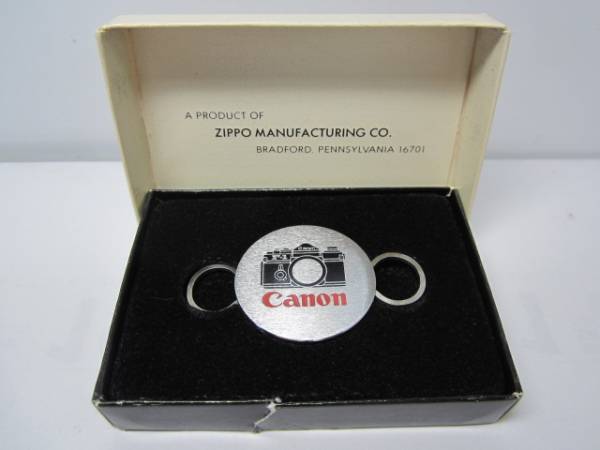 A PRODUCT OF
ZIPPO MANUFACTURING CO.
BRADFORD, PENNSYLVANIA 16701
Canon